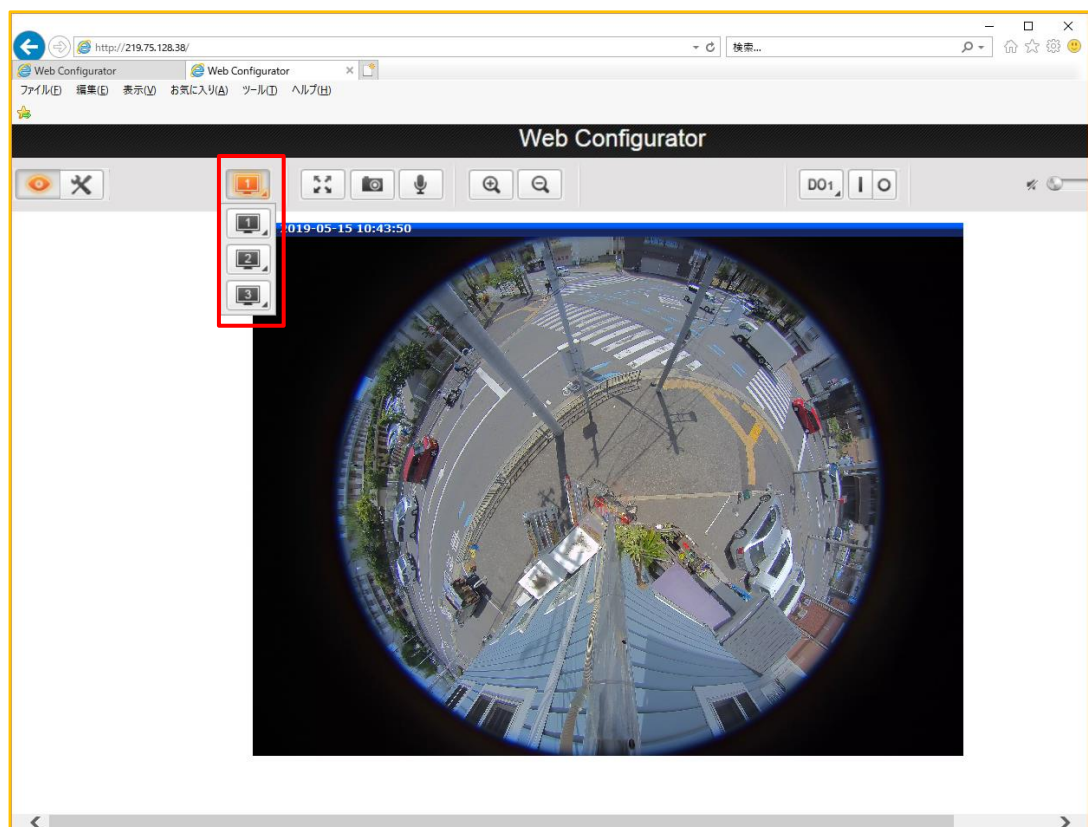 http://219.75.128.38/
検索...
Web Configurator
Web Configurator
ファイル(F) 編集(E) 表示(V) お気に入り(A) ツール(T) ヘルプ(H)
Web Configurator
1
DO1
1
2
3
2019-05-15 10:43:50